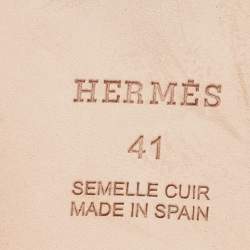 HERMÈS
41
SEMELLE CUIR
MADE IN SPAIN